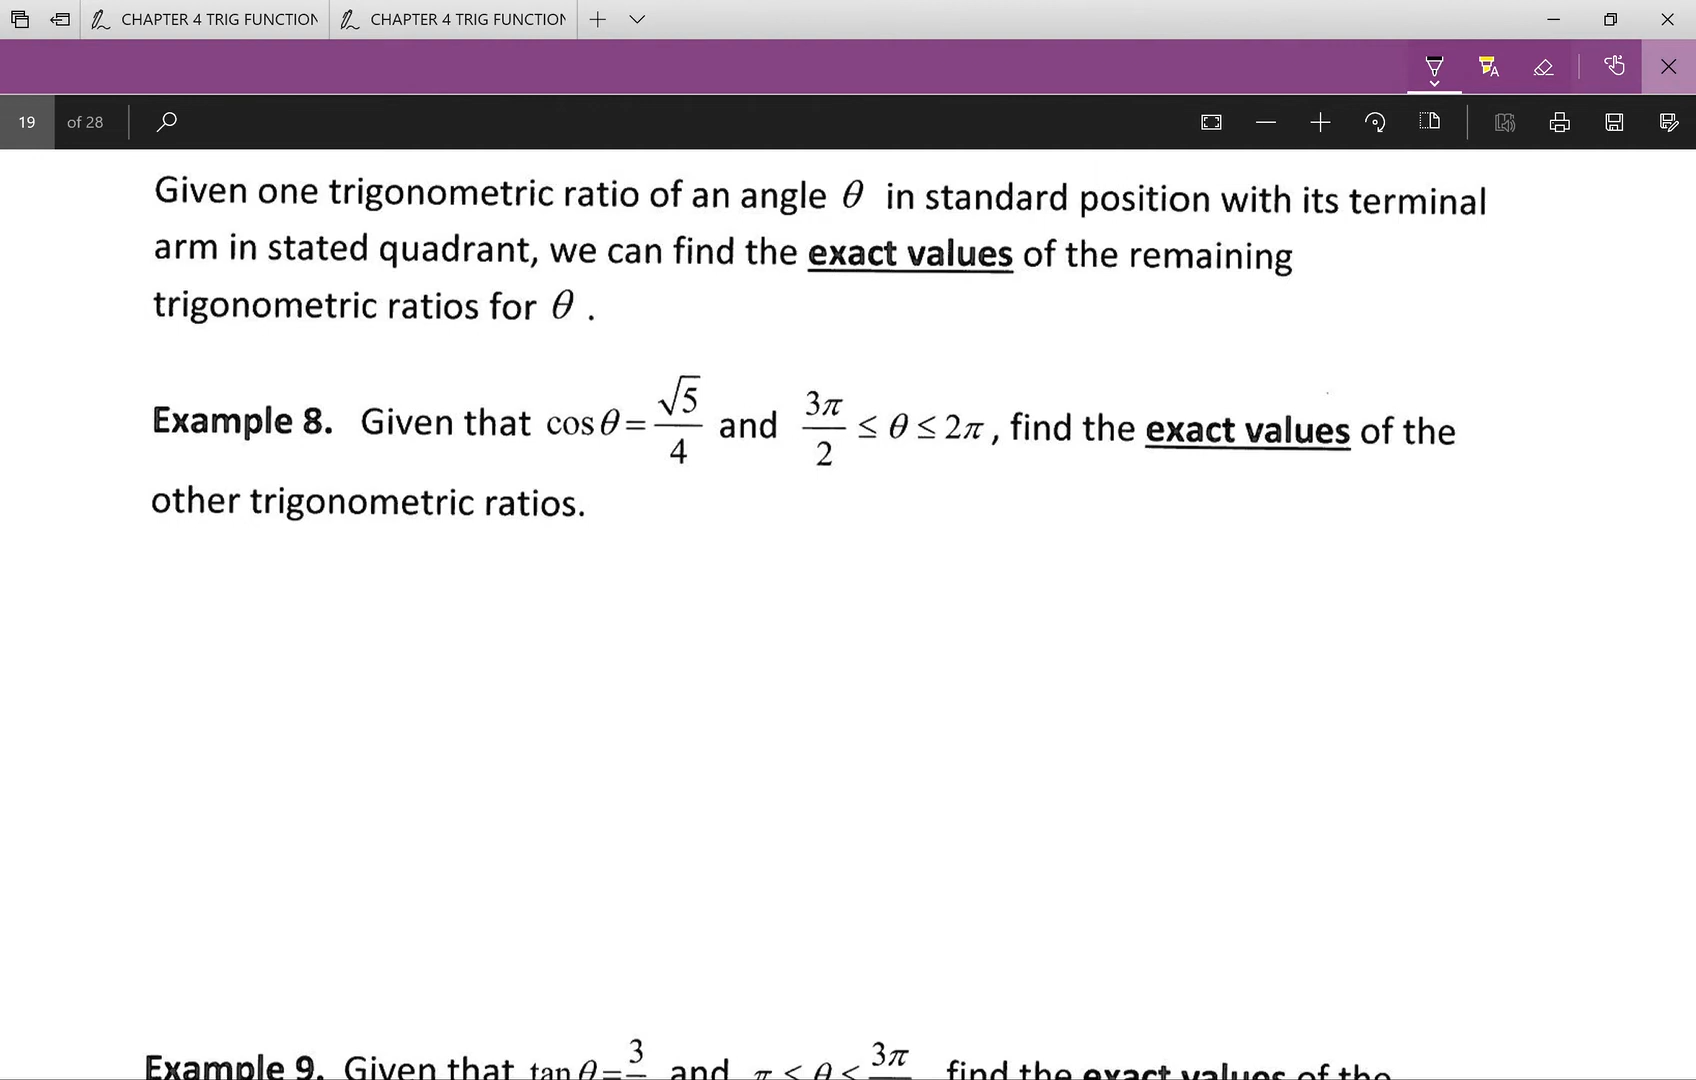 CHAPTER 4 TRIG FUNCTION CHAPTER 4 TRIG FUNCTION
19 of 28
Given one trigonometric ratio of an angle θ in standard position with its terminal
arm in stated quadrant, we can find the exact values of the remaining
trigonometric ratios for θ .
Example 8. Given that cos θ = √5/4 and 3π/2 ≤ θ ≤ 2π, find the exact values of the
other trigonometric ratios.
Example 9. Given that tan θ = 3 and π ≤ θ ≤ 3π find the exact values of the